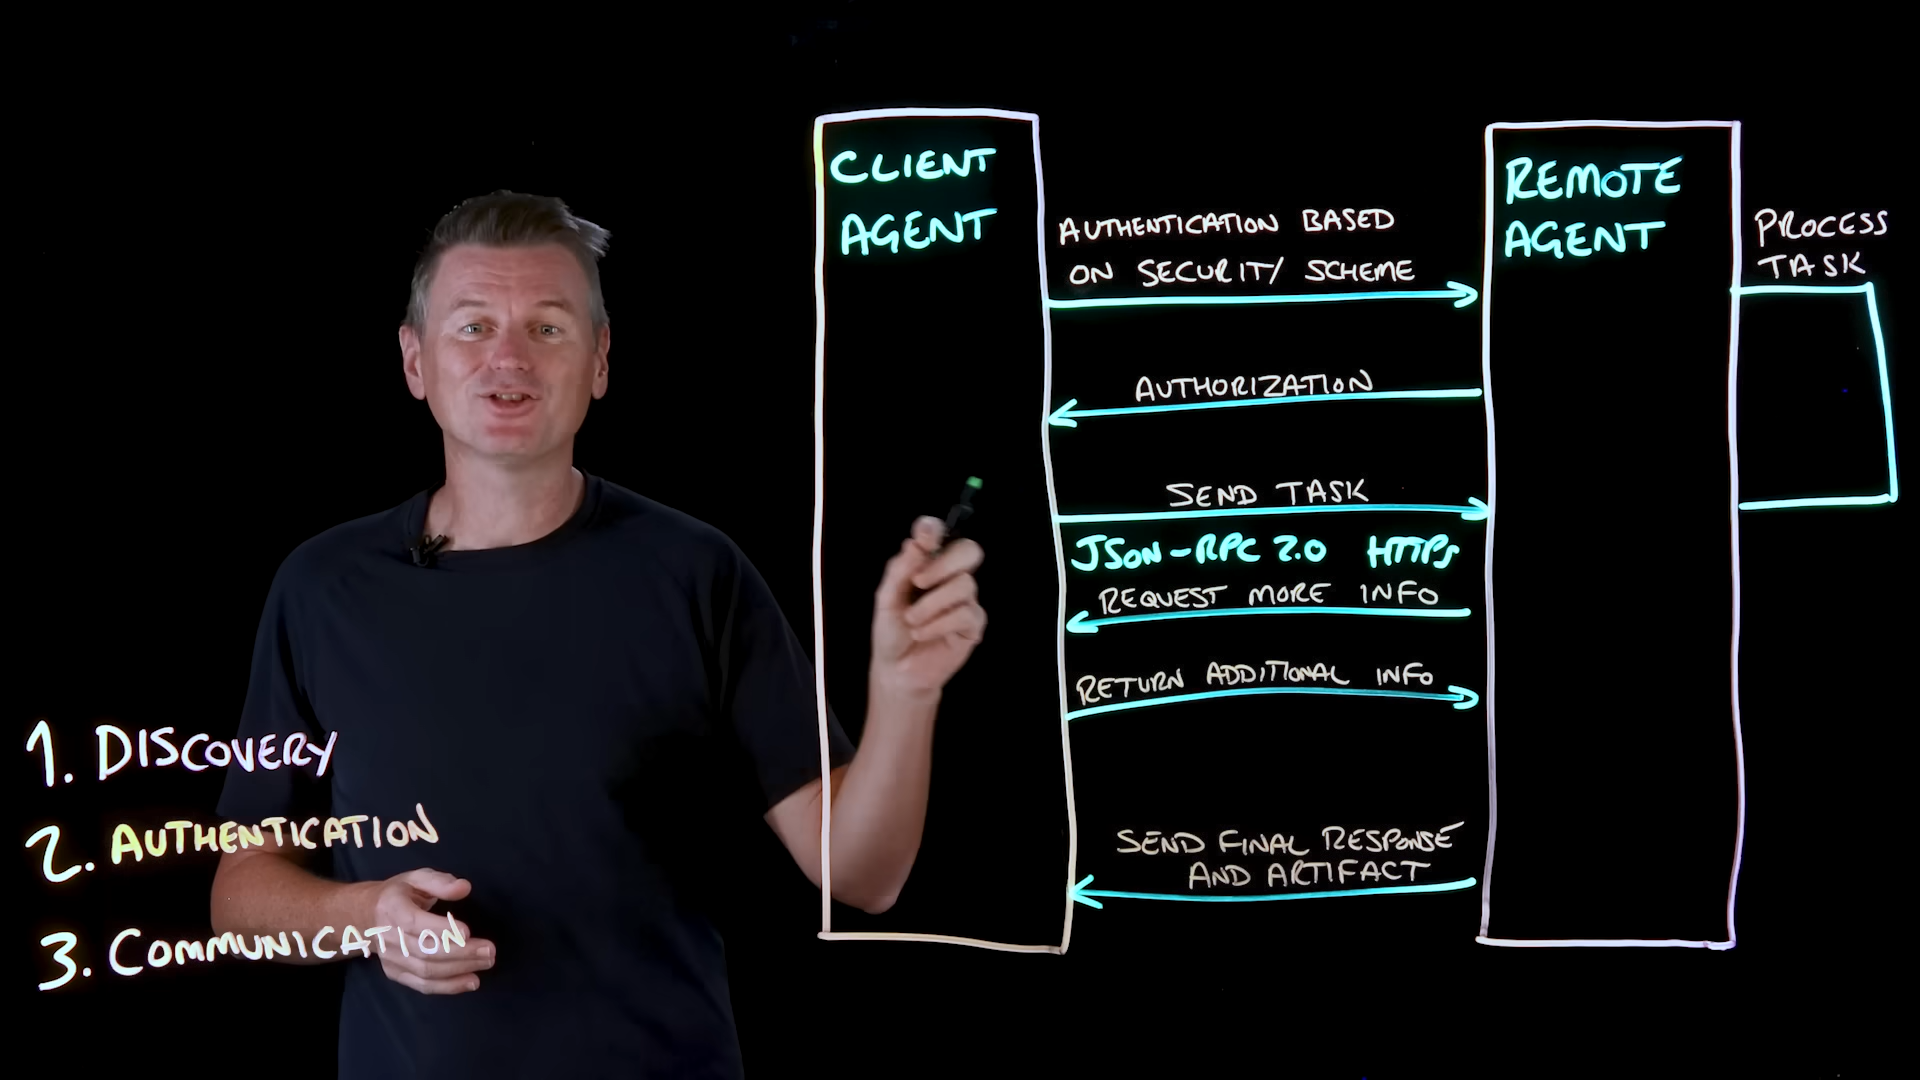 CLIENT
AGENT
AUTHENTICATION BASED
ON SECURITY SCHEME
REMOTE
AGENT
PROCESS
TASK
AUTHORIZATION
SEND TASK
JSON-RPC 2.0 HTTPS
REQUEST MORE INFO
RETURN ADDITIONAL INFO
SEND FINAL RESPONSE
AND ARTIFACT
1. DISCOVERY
2. AUTHENTICATION
3. COMMUNICATION